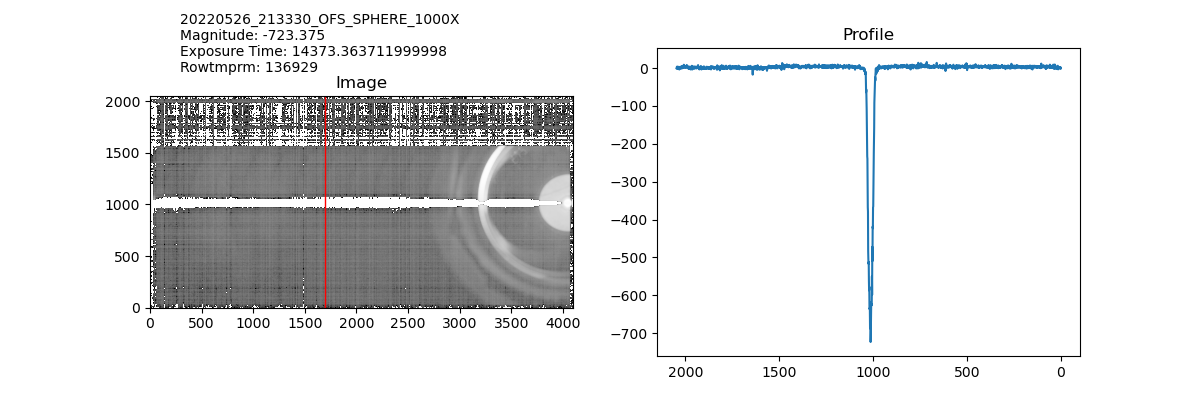 20220526_213330_OFS_SPHERE_1000X
Magnitude: -723.375
Exposure Time: 14373.363711999998
Rowtmprm: 136929
Image
2000
1500
1000
500
0
0 500 1000 1500 2000 2500 3000 3500 4000
Profile
0
−100
−200
−300
−400
−500
−600
−700
2000 1500 1000 500 0